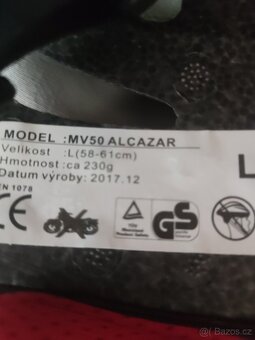 MODEL :MV50 ALCAZAR
Velikost :L(58-61cm)
Hmotnost :ca 230g
Datum výroby: 2017.12
EN 1078
L
CE
TÜV
GS
Bazos.cz